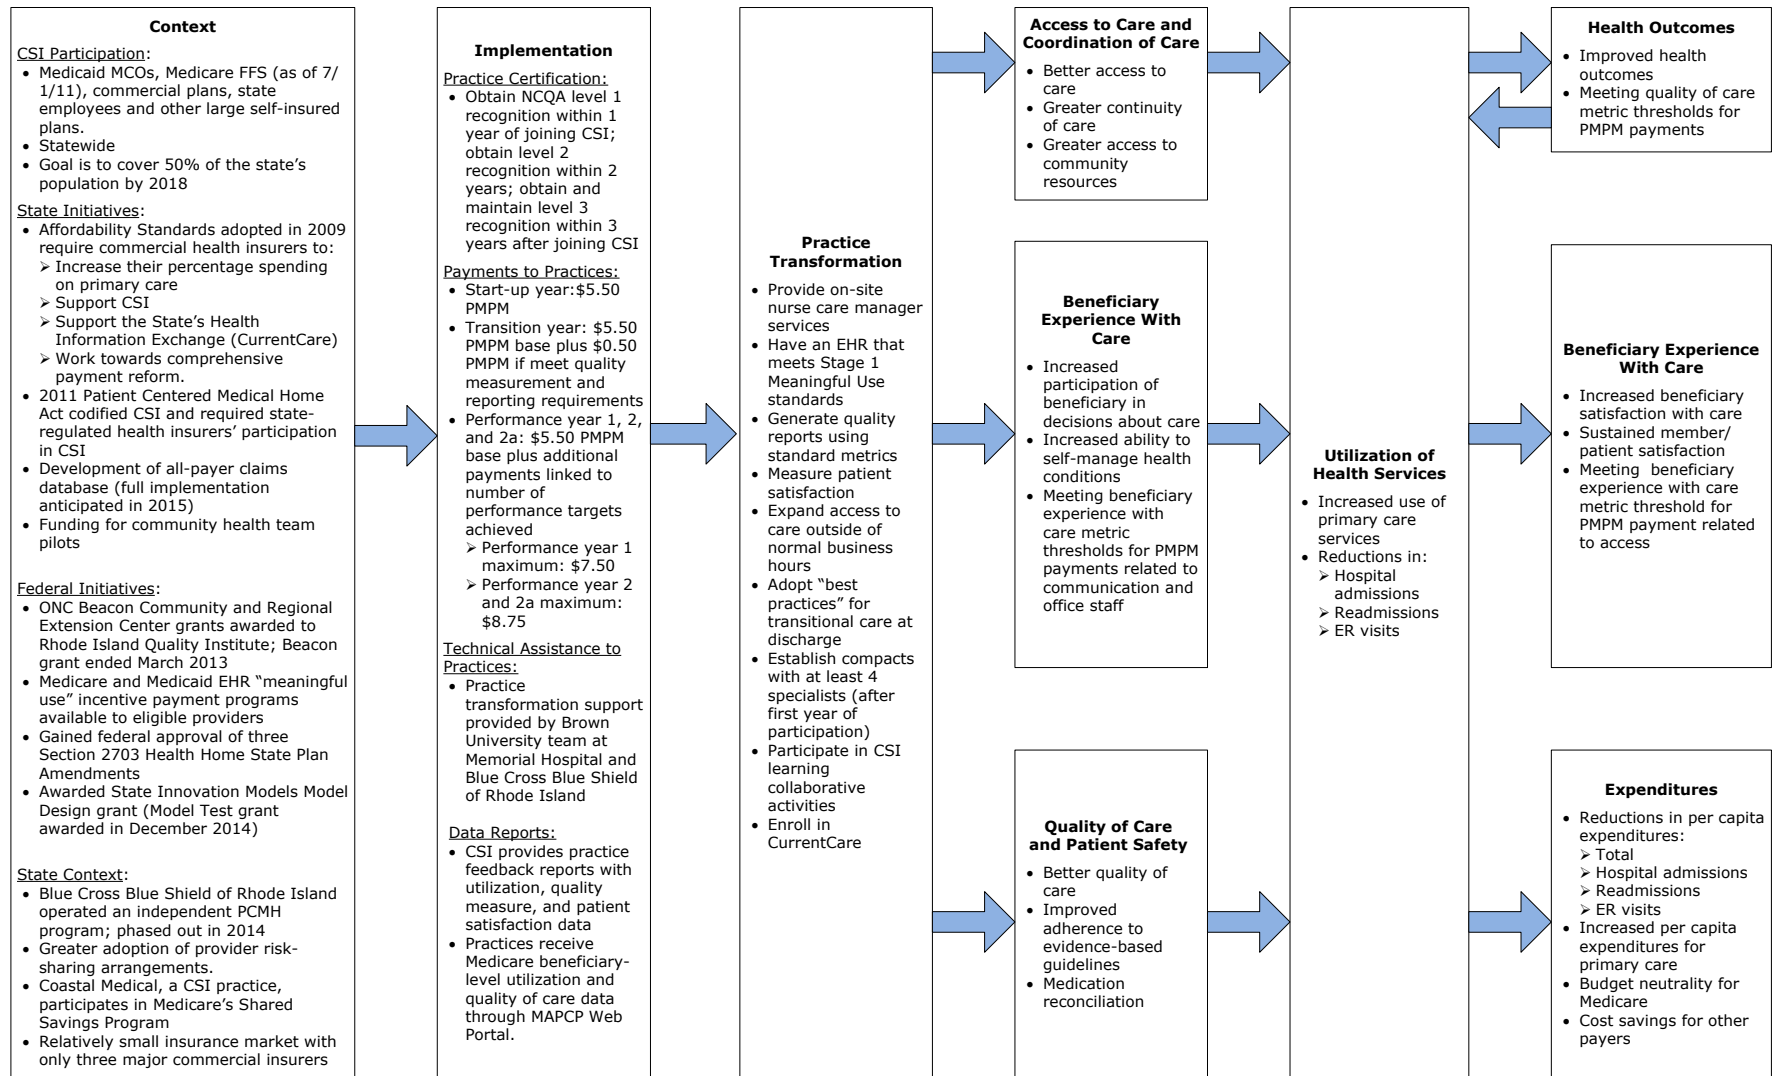 Context
CSI Participation:
• Medicaid MCOs, Medicare FFS (as of 7/
1/11), commercial plans, state
employees and other large self-insured
plans.
• Statewide
• Goal is to cover 50% of the state’s
population by 2018
State Initiatives:
• Affordability Standards adopted in 2009
require commercial health insurers to:
➢ Increase their percentage spending
on primary care
➢ Support CSI
➢ Support the State’s Health
Information Exchange (CurrentCare)
➢ Work towards comprehensive
payment reform.
• 2011 Patient Centered Medical Home
Act codified CSI and required state-
regulated health insurers’ participation
in CSI
• Development of all-payer claims
database (full implementation
anticipated in 2015)
• Funding for community health team
pilots
Federal Initiatives:
• ONC Beacon Community and Regional
Extension Center grants awarded to
Rhode Island Quality Institute; Beacon
grant ended March 2013
• Medicare and Medicaid EHR “meaningful
use” incentive payment programs
available to eligible providers
• Gained federal approval of three
Section 2703 Health Home State Plan
Amendments
• Awarded State Innovation Models Model
Design grant (Model Test grant
awarded in December 2014)
State Context:
• Blue Cross Blue Shield of Rhode Island
operated an independent PCMH
program; phased out in 2014
• Greater adoption of provider risk-
sharing arrangements.
• Coastal Medical, a CSI practice,
participates in Medicare’s Shared
Savings Program
• Relatively small insurance market with
only three major commercial insurers
Implementation
Practice Certification:
• Obtain NCQA level 1
recognition within 1
year of joining CSI;
obtain level 2
recognition within 2
years; obtain and
maintain level 3
recognition within 3
years after joining CSI
Payments to Practices:
• Start-up year:$5.50
PMPM
• Transition year: $5.50
PMPM base plus $0.50
PMPM if meet quality
measurement and
reporting requirements
• Performance year 1, 2,
and 2a: $5.50 PMPM
base plus additional
payments linked to
number of
performance targets
achieved
➢ Performance year 1
maximum: $7.50
➢ Performance year 2
and 2a maximum:
$8.75
Technical Assistance to
Practices:
• Practice
transformation support
provided by Brown
University team at
Memorial Hospital and
Blue Cross Blue Shield
of Rhode Island
Data Reports:
• CSI provides practice
feedback reports with
utilization, quality
measure, and patient
satisfaction data
• Practices receive
Medicare beneficiary-
level utilization and
quality of care data
through MAPCP Web
Portal.
Practice
Transformation
• Provide on-site
nurse care manager
services
• Have an EHR that
meets Stage 1
Meaningful Use
standards
• Generate quality
reports using
standard metrics
• Measure patient
satisfaction
• Expand access to
care outside of
normal business
hours
• Adopt “best
practices” for
transitional care at
discharge
• Establish compacts
with at least 4
specialists (after
first year of
participation)
• Participate in CSI
learning
collaborative
activities
• Enroll in
CurrentCare
Access to Care and
Coordination of Care
• Better access to
care
• Greater continuity
of care
• Greater access to
community
resources
Beneficiary
Experience With
Care
• Increased
participation of
beneficiary in
decisions about care
• Increased ability to
self-manage health
conditions
• Meeting beneficiary
experience with
care metric
thresholds for PMPM
payments related to
communication and
office staff
Quality of Care
and Patient Safety
• Better quality of
care
• Improved
adherence to
evidence-based
guidelines
• Medication
reconciliation
Utilization of
Health Services
• Increased use of
primary care
services
• Reductions in:
➢ Hospital
admissions
➢ Readmissions
➢ ER visits
Health Outcomes
• Improved health
outcomes
• Meeting quality of care
metric thresholds for
PMPM payments
Beneficiary Experience
With Care
• Increased beneficiary
satisfaction with care
• Sustained member/
patient satisfaction
• Meeting beneficiary
experience with care
metric threshold for
PMPM payment related
to access
Expenditures
• Reductions in per capita
expenditures:
➢ Total
➢ Hospital admissions
➢ Readmissions
➢ ER visits
• Increased per capita
expenditures for
primary care
• Budget neutrality for
Medicare
• Cost savings for other
payers